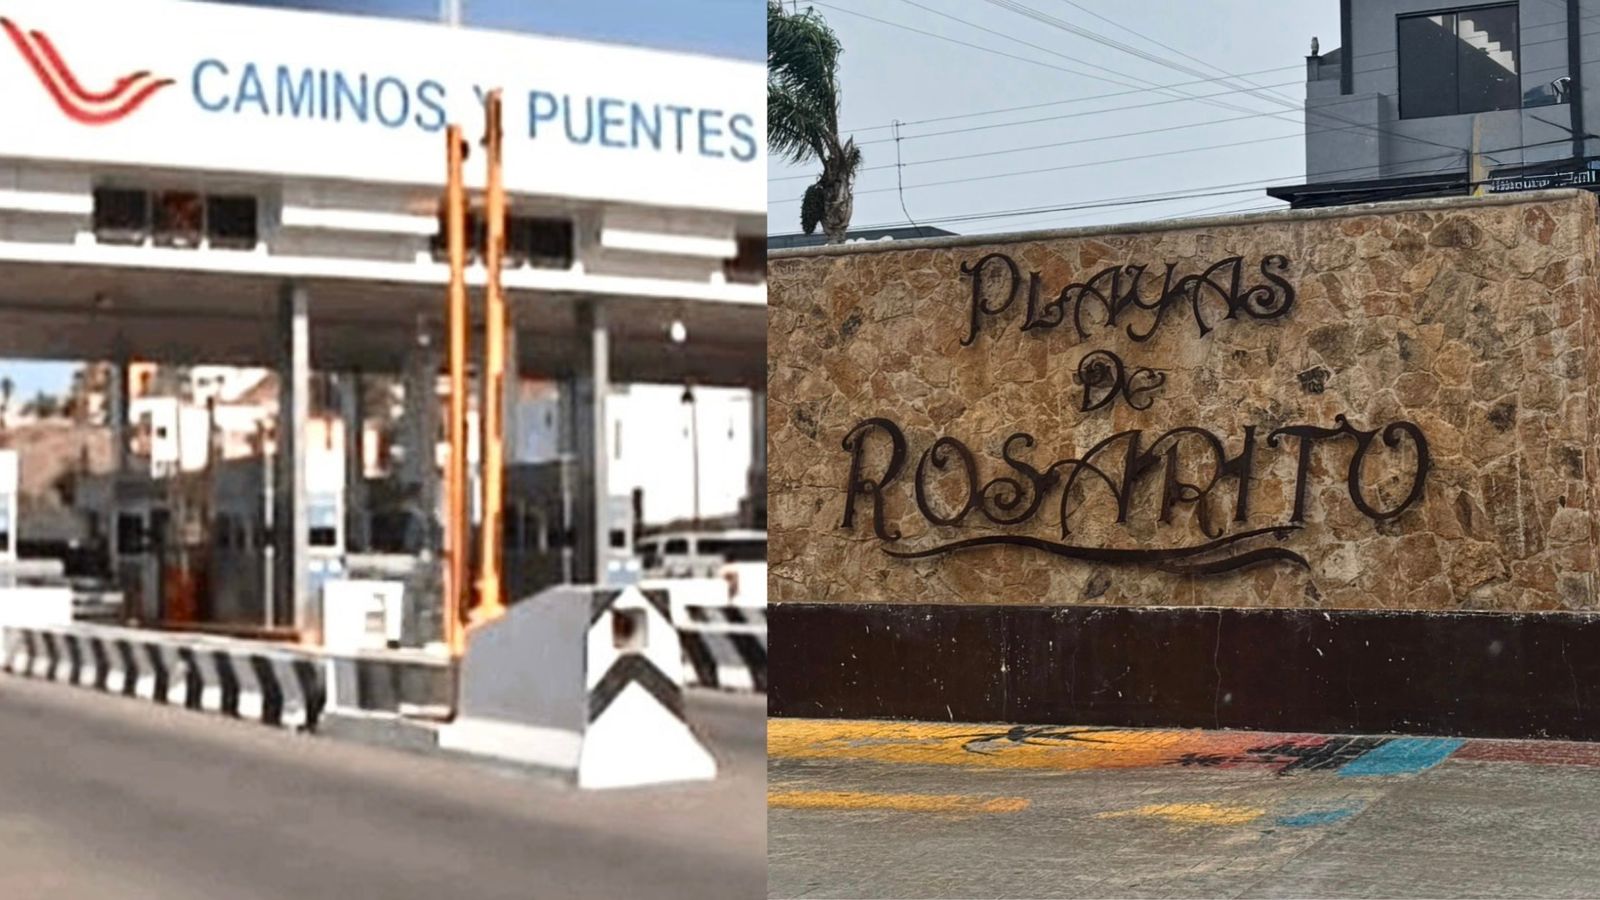 CAMINOS Y PUENTES
PLAYAS
DE
ROSARITO